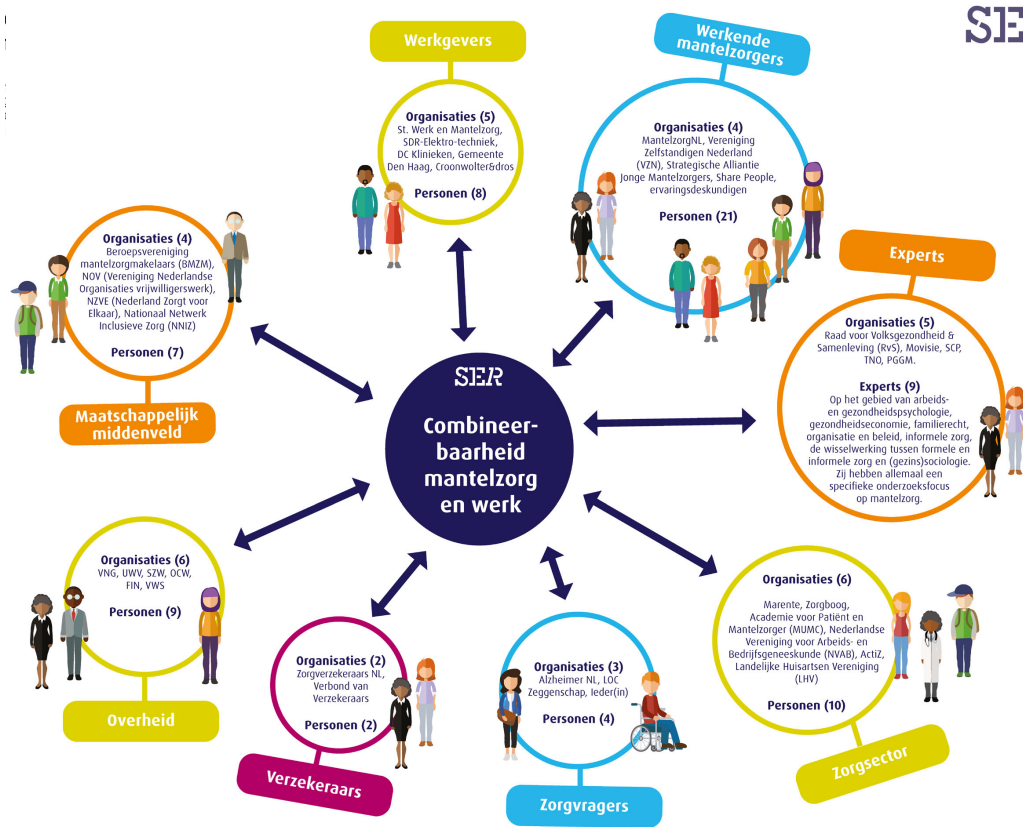 SE
Werkgevers
Organisaties (5)
St. Werk en Mantelzorg,
SDR-Elektro-techniek,
DC Klinieken, Gemeente
Den Haag, Croonwolter&dros
Personen (8)
Werkende
mantelzorgers
Organisaties (4)
MantelzorgNL, Vereniging
Zelfstandigen Nederland
(VZN), Strategische Alliantie
Jonge Mantelzorgers, Share People,
ervaringsdeskundigen
Personen (21)
Organisaties (4)
Beroepsvereniging
mantelzorgmakelaars (BMZM),
NOV (Vereniging Nederlandse
Organisaties vrijwilligerswerk),
NZVE (Nederland Zorgt voor
Elkaar), Nationaal Netwerk
Inclusieve Zorg (NNIZ)
Personen (7)
Maatschappelijk
middenveld
Experts
Organisaties (5)
Raad voor Volksgezondheid &
Samenleving (RvS), Movisie, SCP,
TNO, PGGM.
Experts (9)
Op het gebied van arbeids-
en gezondheidspsychologie,
gezondheidseconomie, familierecht,
organisatie en beleid, informele zorg,
de wisselwerking tussen formele en
informele zorg en (gezins)sociologie.
Zij hebben allemaal een
specifieke onderzoeksfocus
op mantelzorg.
SER
Combineer-
baarheid
mantelzorg
en werk
Organisaties (6)
VNG, UWV, SZW, OCW,
FIN, VWS
Personen (9)
Overheid
Organisaties (2)
Zorgverzekeraars NL,
Verbond van
Verzekeraars
Personen (2)
Verzekeraars
Organisaties (3)
Alzheimer NL, LOC
Zeggenschap, Ieder(in)
Personen (4)
Zorgvragers
Organisaties (6)
Marente, Zorgboog,
Academie voor Patiënt en
Mantelzorger (MUMC), Nederlandse
Vereniging voor Arbeids- en
Bedrijfsgeneeskunde (NVAB), ActiZ,
Landelijke Huisartsen Vereniging
(LHV)
Personen (10)
Zorgsector